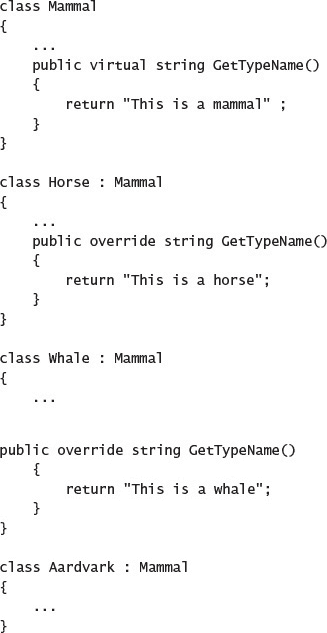 class Mammal
{
    ...
    public virtual string GetTypeName()
    {
        return "This is a mammal" ;
    }
}

class Horse : Mammal
{
    ...
    public override string GetTypeName()
    {
        return "This is a horse";
    }
}

class Whale : Mammal
{
    ...

public override string GetTypeName()
    {
        return "This is a whale";
    }
}

class Aardvark : Mammal
{
    ...
}